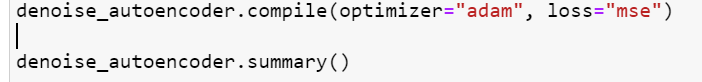 denoise_autoencoder.compile(optimizer="adam", loss="mse")
denoise_autoencoder.summary()